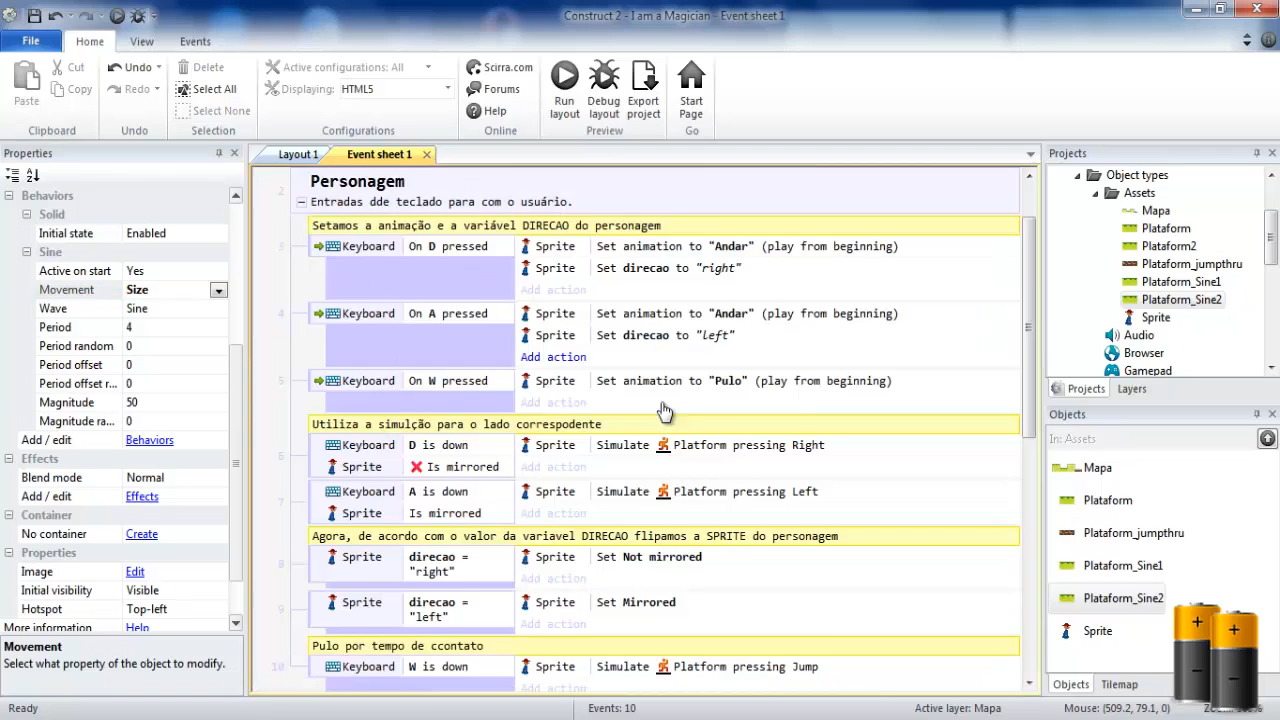 Construct 2 - I am a Magician - Event sheet 1
File Home View Events
Paste
Cut
Copy
Clipboard
Undo
Redo
Undo
Delete
Select All
Select None
Selection
Active configurations: All
Displaying: HTML5
Configurations
Scirra.com
Forums
Help
Online
Run layout
Debug layout
Export project
Preview
Start Page
Go
Properties
Behaviors
Solid
Initial state Enabled
Sine
Active on start Yes
Movement Size
Wave Sine
Period 4
Period random 0
Period offset 0
Period offset r... 0
Magnitude 50
Magnitude ra... 0
Add / edit Behaviors
Effects
Blend mode Normal
Add / edit Effects
Container
No container Create
Properties
Image Edit
Initial visibility Visible
Hotspot Top-left
More information Help
Movement
Select what property of the object to modify.
Layout 1 Event sheet 1
2 Personagem
Entradas dde teclado para com o usuário.
Setamos a animação e a variável DIRECAO do personagem
3 Keyboard On D pressed Sprite Set animation to "Andar" (play from beginning)
Sprite Set direcao to "right"
Add action
4 Keyboard On A pressed Sprite Set animation to "Andar" (play from beginning)
Sprite Set direcao to "left"
Add action
5 Keyboard On W pressed Sprite Set animation to "Pulo" (play from beginning)
Add action
Utiliza a simulção para o lado correspodente
6 Keyboard D is down Sprite Simulate Platform pressing Right
Sprite Is mirrored Add action
7 Keyboard A is down Sprite Simulate Platform pressing Left
Sprite Is mirrored Add action
Agora, de acordo com o valor da variavel DIRECAO flipamos a SPRITE do personagem
8 Sprite direcao = "right" Sprite Set Not mirrored
Add action
9 Sprite direcao = "left" Sprite Set Mirrored
Add action
Pulo por tempo de ccontato
10 Keyboard W is down Sprite Simulate Platform pressing Jump
Add action
Projects
Object types
Assets
Mapa
Plataform
Plataform2
Plataform_jumpthru
Plataform_Sine1
Plataform_Sine2
Sprite
Audio
Browser
Gamepad
Projects Layers
Objects
In: Assets
Mapa
Plataform
Plataform_jumpthru
Plataform_Sine1
Plataform_Sine2
Sprite
Objects Tilemap
Ready Events: 10 Active layer: Mapa Mouse: (509.2, 79.1, 0)